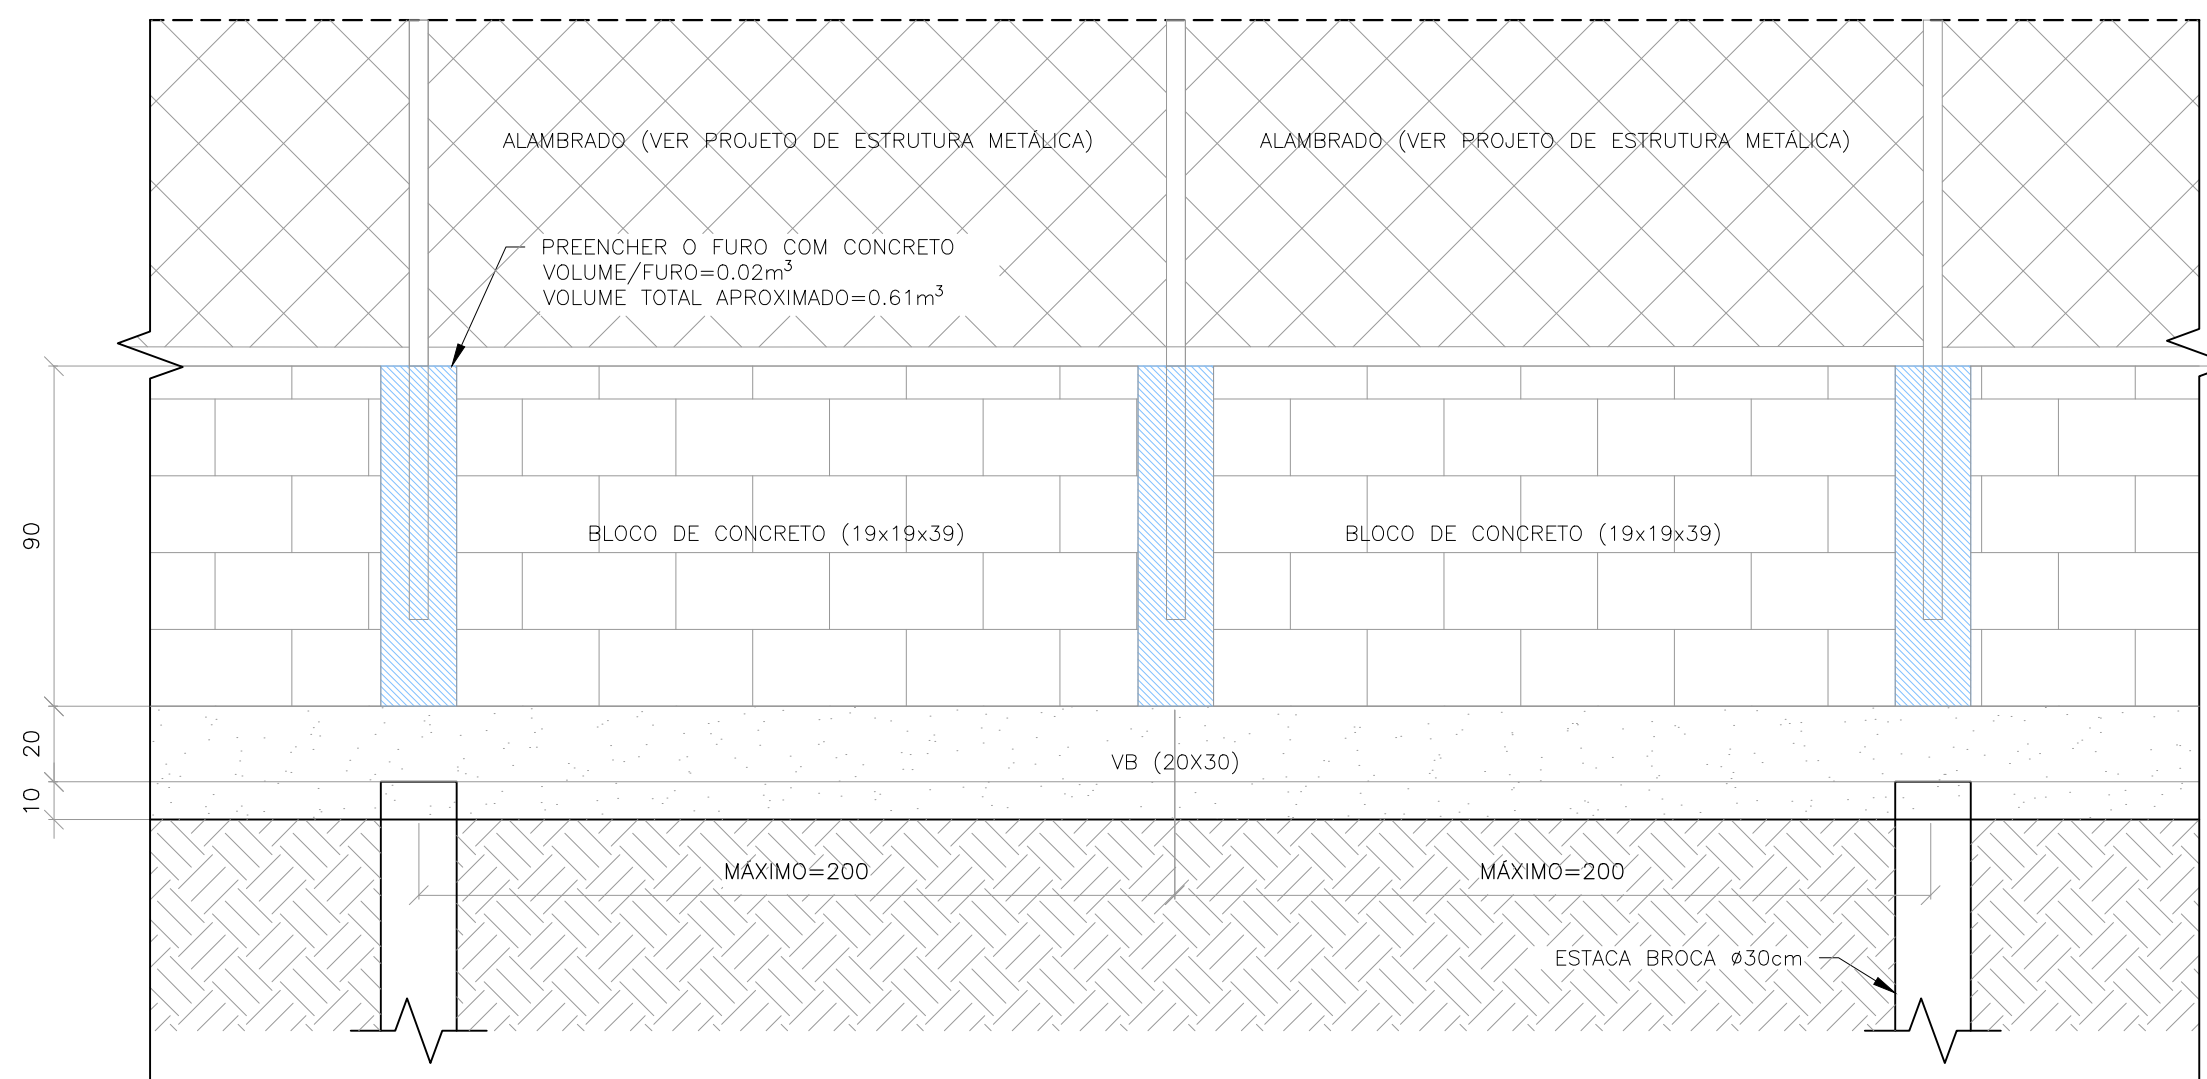 ALAMBRADO (VER PROJETO DE ESTRUTURA METÁLICA)
ALAMBRADO (VER PROJETO DE ESTRUTURA METÁLICA)
PREENCHER O FURO COM CONCRETO
VOLUME/FURO=0.02m³
VOLUME TOTAL APROXIMADO=0.61m³
90
BLOCO DE CONCRETO (19x19x39)
BLOCO DE CONCRETO (19x19x39)
20
VB (20X30)
10
MÁXIMO=200
MÁXIMO=200
ESTACA BROCA ø30cm